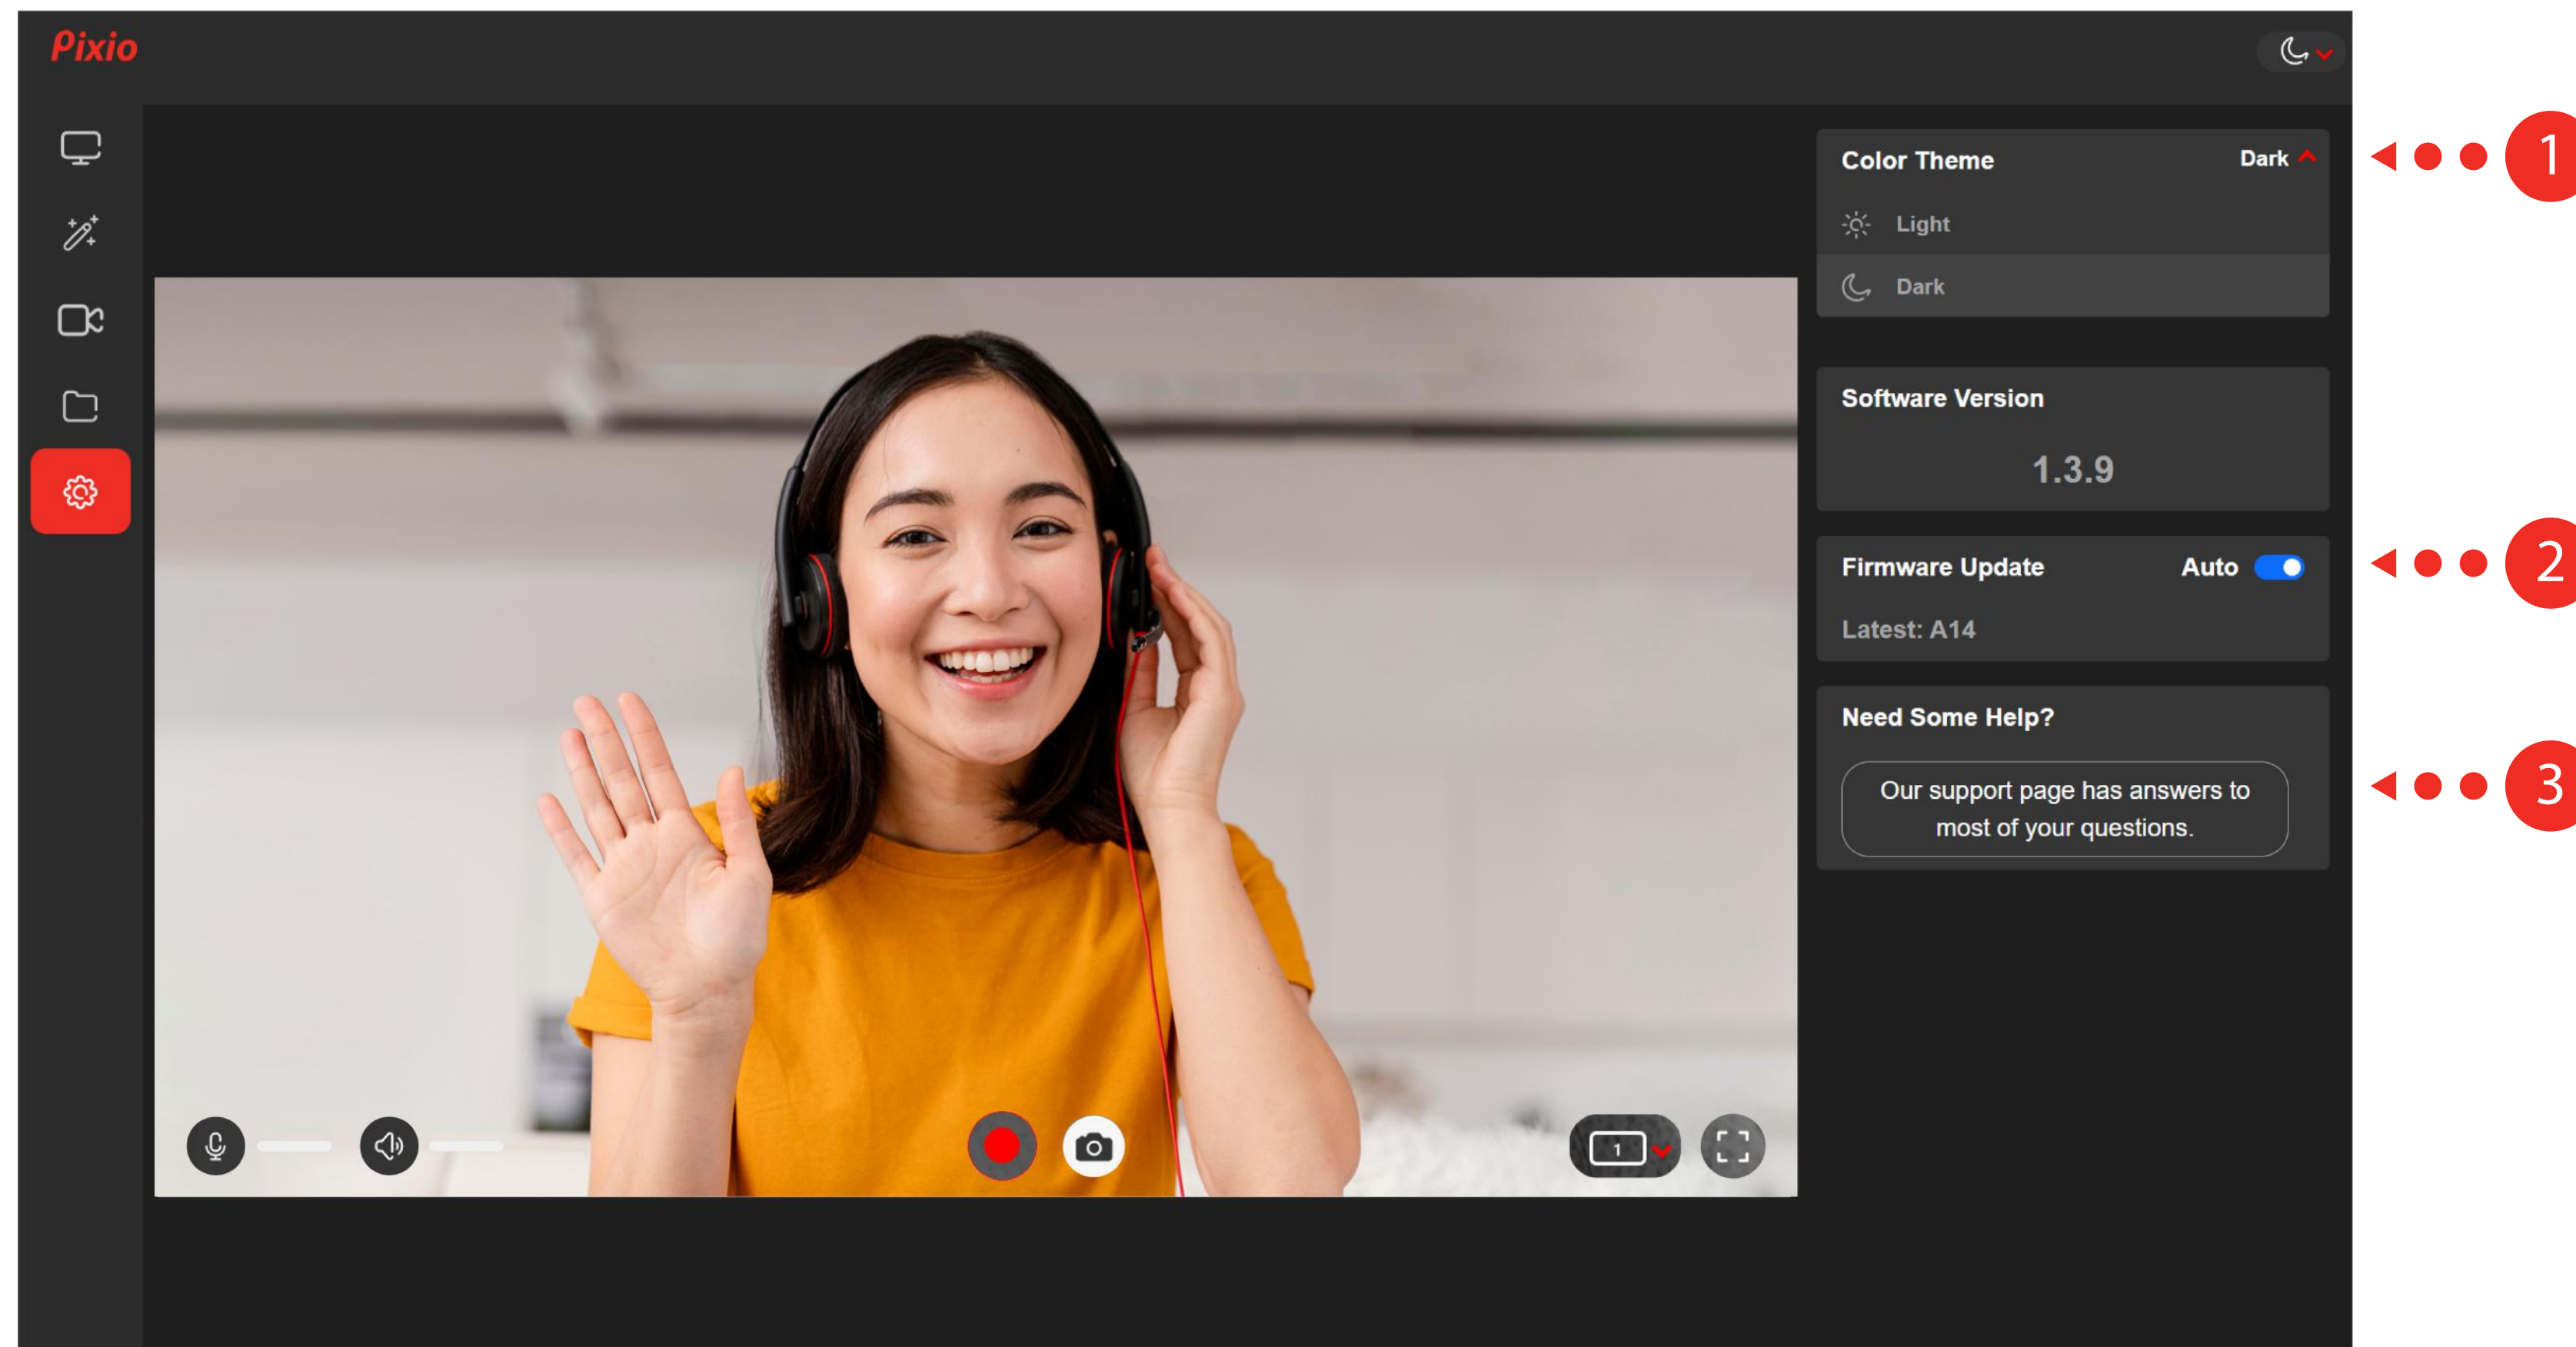 Pixio
Color Theme Dark
1
Light
Dark
Software Version
1.3.9
Firmware Update Auto
2
Latest: A14
Need Some Help?
Our support page has answers to
most of your questions.
3
1